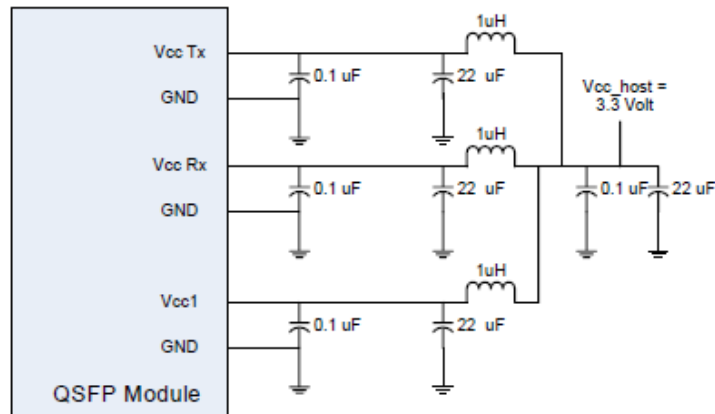 1uH
Vcc Tx
0.1 uF
22 uF
GND
Vcc_host =
3.3 Volt
1uH
Vcc Rx
0.1 uF
22 uF
0.1 uF
22 uF
GND
1uH
Vcc1
0.1 uF
22 uF
GND
QSFP Module